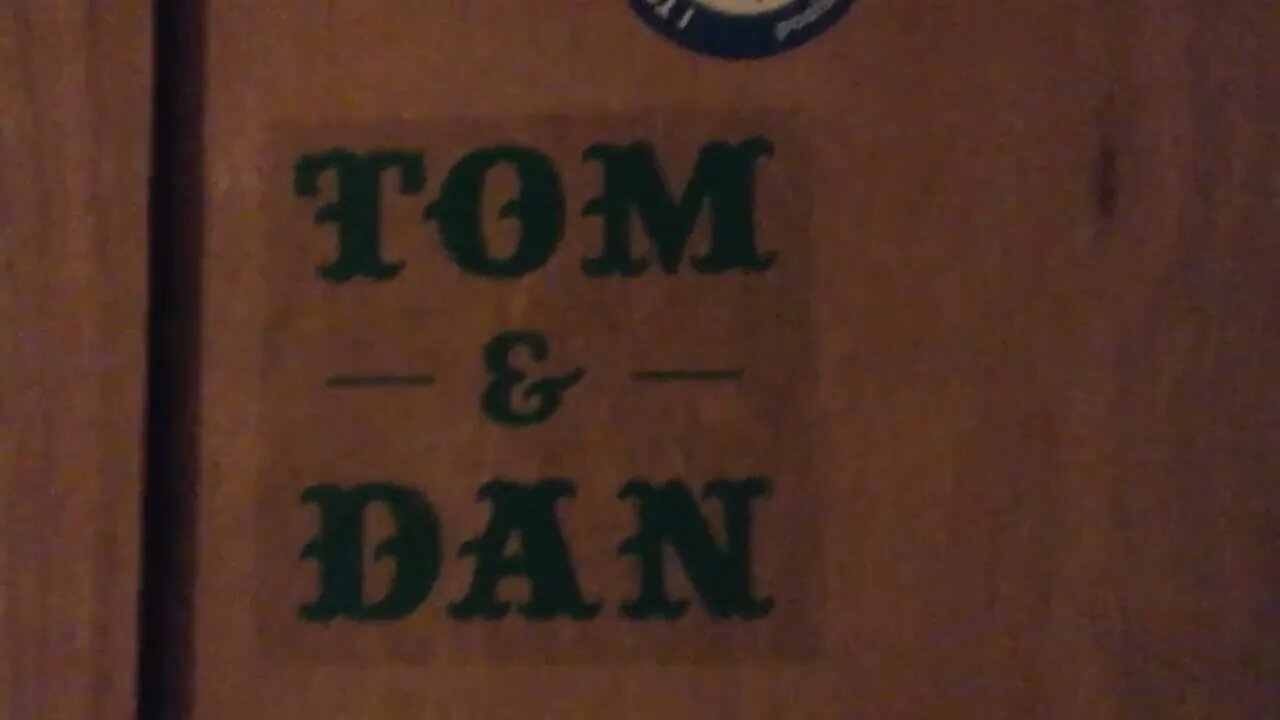 TOM
— & —
DAN